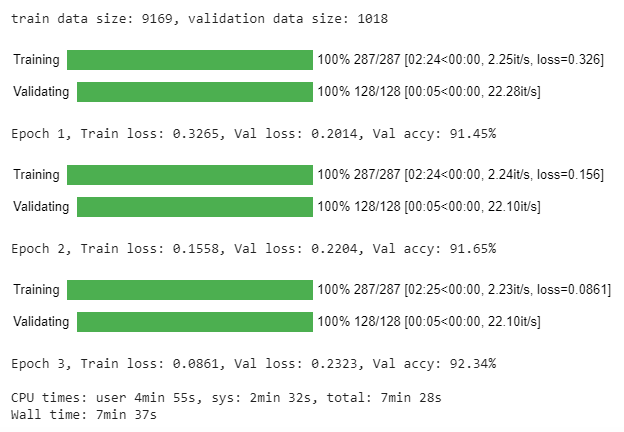 train data size: 9169, validation data size: 1018
Training 100% 287/287 [02:24<00:00, 2.25it/s, loss=0.326]
Validating 100% 128/128 [00:05<00:00, 22.28it/s]
Epoch 1, Train loss: 0.3265, Val loss: 0.2014, Val accy: 91.45%
Training 100% 287/287 [02:24<00:00, 2.24it/s, loss=0.156]
Validating 100% 128/128 [00:05<00:00, 22.10it/s]
Epoch 2, Train loss: 0.1558, Val loss: 0.2204, Val accy: 91.65%
Training 100% 287/287 [02:25<00:00, 2.23it/s, loss=0.0861]
Validating 100% 128/128 [00:05<00:00, 22.10it/s]
Epoch 3, Train loss: 0.0861, Val loss: 0.2323, Val accy: 92.34%
CPU times: user 4min 55s, sys: 2min 32s, total: 7min 28s
Wall time: 7min 37s